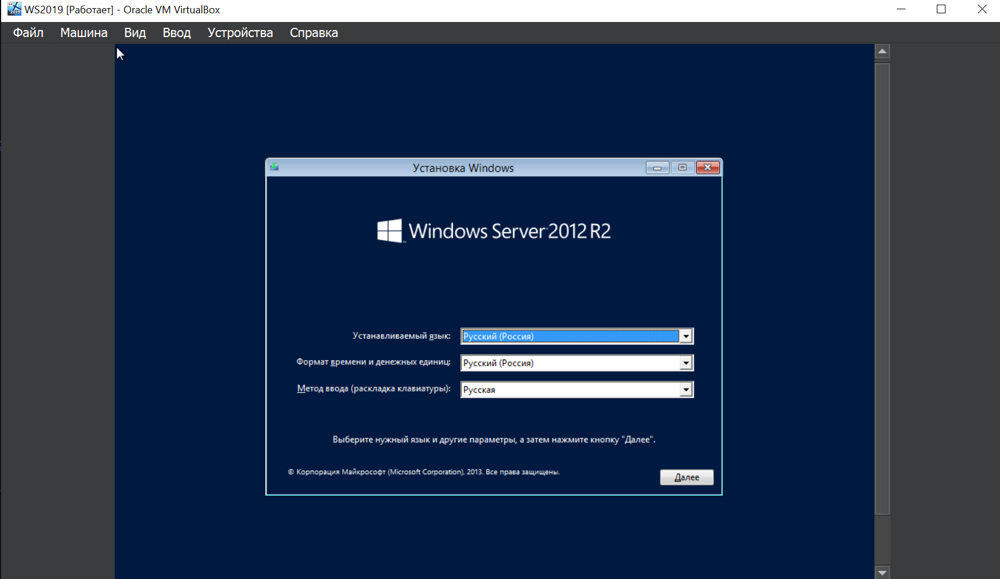 WS2019 [Работает] - Oracle VM VirtualBox
Файл Машина Вид Ввод Устройства Справка
Установка Windows
Windows Server 2012 R2
Устанавливаемый язык: Русский (Россия)
Формат времени и денежных единиц: Русский (Россия)
Метод ввода (раскладка клавиатуры): Русская
Выберите нужный язык и другие параметры, а затем нажмите кнопку "Далее".
© Корпорация Майкрософт (Microsoft Corporation), 2013. Все права защищены.
Далее